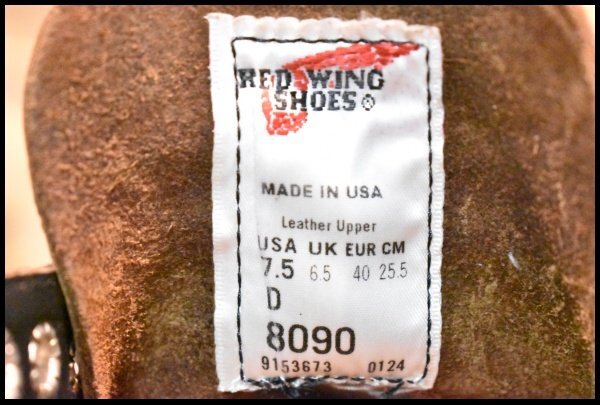 RED WING
SHOES®
MADE IN USA
Leather Upper
USA UK EUR CM
7.5 6.5 40 25.5
D
8090
9153673 0124